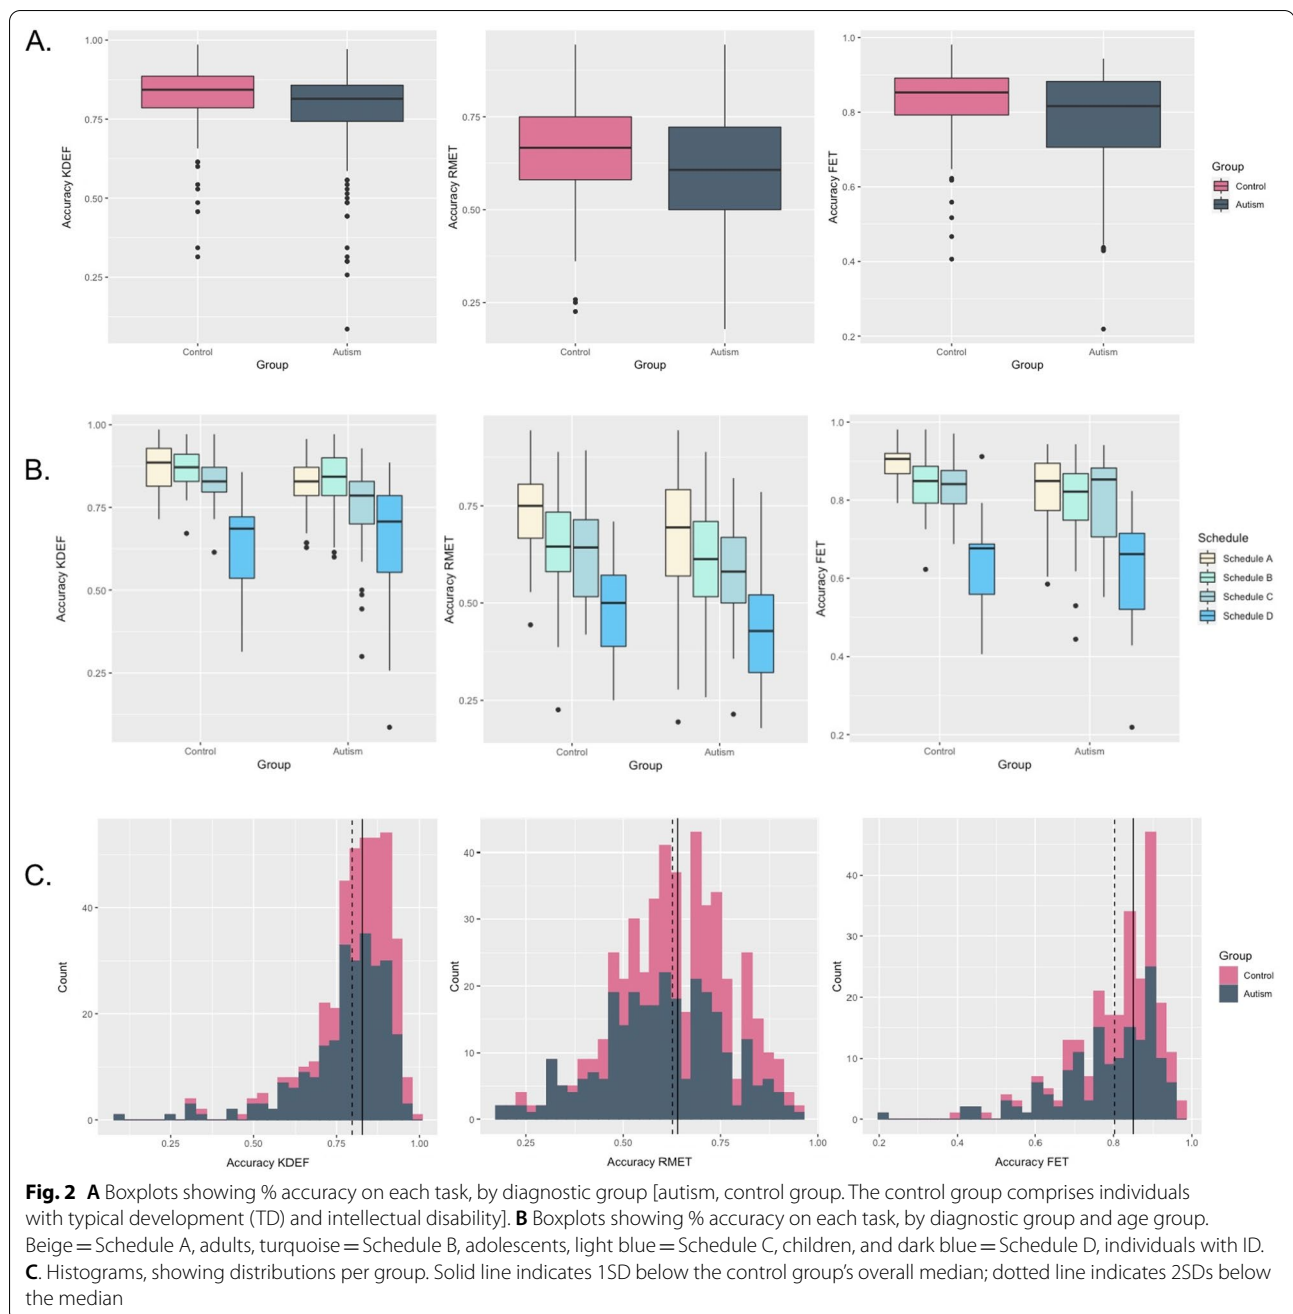 A.
1.00
0.75
0.50
0.25
Accuracy KDEF
Control
Autism
Group
0.75
0.50
0.25
Accuracy RMET
Control
Autism
Group
1.0
0.8
0.6
0.4
0.2
Accuracy FET
Control
Autism
Group
Group
Control
Autism
B.
1.00
0.75
0.50
0.25
Accuracy KDEF
Control
Autism
Group
0.75
0.50
0.25
Accuracy RMET
Control
Autism
Group
1.0
0.8
0.6
0.4
0.2
Accuracy FET
Control
Autism
Group
Schedule
Schedule A
Schedule B
Schedule C
Schedule D
C.
40
20
0
Count
0.25
0.50
0.75
1.00
Accuracy KDEF
40
30
20
10
0
Count
0.25
0.50
0.75
1.00
Accuracy RMET
40
30
20
10
0
Count
0.2
0.4
0.6
0.8
1.0
Accuracy FET
Group
Control
Autism
Fig. 2 A Boxplots showing % accuracy on each task, by diagnostic group [autism, control group. The control group comprises individuals
with typical development (TD) and intellectual disability]. B Boxplots showing % accuracy on each task, by diagnostic group and age group.
Beige = Schedule A, adults, turquoise = Schedule B, adolescents, light blue = Schedule C, children, and dark blue = Schedule D, individuals with ID.
C. Histograms, showing distributions per group. Solid line indicates 1SD below the control group's overall median; dotted line indicates 2SDs below
the median